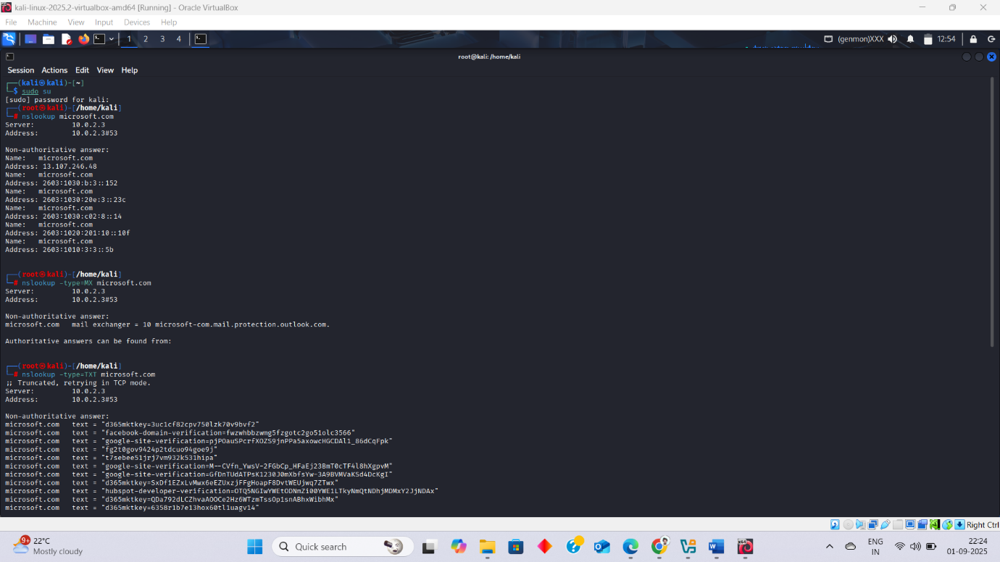 kali-linux-2025.2-virtualbox-amd64 [Running] - Oracle VirtualBox
File Machine View Input Devices Help
1 2 3 4 (genmon)XXX 12:54
root@kali: /home/kali
Session Actions Edit View Help
┌──(kali㉿kali)-[~]
└─$ sudo su
[sudo] password for kali:
┌──(root㉿kali)-[/home/kali]
└─# nslookup microsoft.com
Server: 10.0.2.3
Address: 10.0.2.3#53
Non-authoritative answer:
Name: microsoft.com
Address: 13.107.246.48
Name: microsoft.com
Address: 2603:1030:b:3::152
Name: microsoft.com
Address: 2603:1030:20e:3::23c
Name: microsoft.com
Address: 2603:1030:c02:8::14
Name: microsoft.com
Address: 2603:1020:201:10::10f
Name: microsoft.com
Address: 2603:1010:3:3::5b
┌──(root㉿kali)-[/home/kali]
└─# nslookup -type=MX microsoft.com
Server: 10.0.2.3
Address: 10.0.2.3#53
Non-authoritative answer:
microsoft.com mail exchanger = 10 microsoft-com.mail.protection.outlook.com.
Authoritative answers can be found from:
┌──(root㉿kali)-[/home/kali]
└─# nslookup -type=TXT microsoft.com
;; Truncated, retrying in TCP mode.
Server: 10.0.2.3
Address: 10.0.2.3#53
Non-authoritative answer:
microsoft.com text = "d365mktkey=3uc1cf82cpv750lzk70v9bvf2"
microsoft.com text = "facebook-domain-verification=fwzwhbbzwmg5fzgotc2go51olc3566"
microsoft.com text = "google-site-verification=pjPOauSPcrfXOZS9jnPPa5axowcHGCDAl1_86dCqFpk"
microsoft.com text = "fg2t0gov9424p2tdcuo94goe9j"
microsoft.com text = "t7sebee51jrj7vm932k531hipa"
microsoft.com text = "google-site-verification=M--CVfn_YwsV-2FGbCp_HFaEj23BmT0cTF4l8hXgpvM"
microsoft.com text = "google-site-verification=GfDnTUdATPsK1230J0mXbfsYw-3A9BVMVaKSd4DcKgI"
microsoft.com text = "d365mktkey=SxDf1EZxLvMwx6eEZUxzjFFgHoapF8DvtWEUjwq7ZTwx"
microsoft.com text = "hubspot-developer-verification=OTQ5NGIwYWEtODNmZi00YWE1LTkyNmQtNDhjMDMxY2JjNDAx"
microsoft.com text = "d365mktkey=QDa792dLCZhvaAOOCe2Hz6WTzmTssOp1snABhxWibhMx"
microsoft.com text = "d365mktkey=6358r1b7e13hox60tl1uagv14"
Right Ctrl
9+ 22°C
Mostly cloudy
Quick search
ENG
IN
22:24
01-09-2025